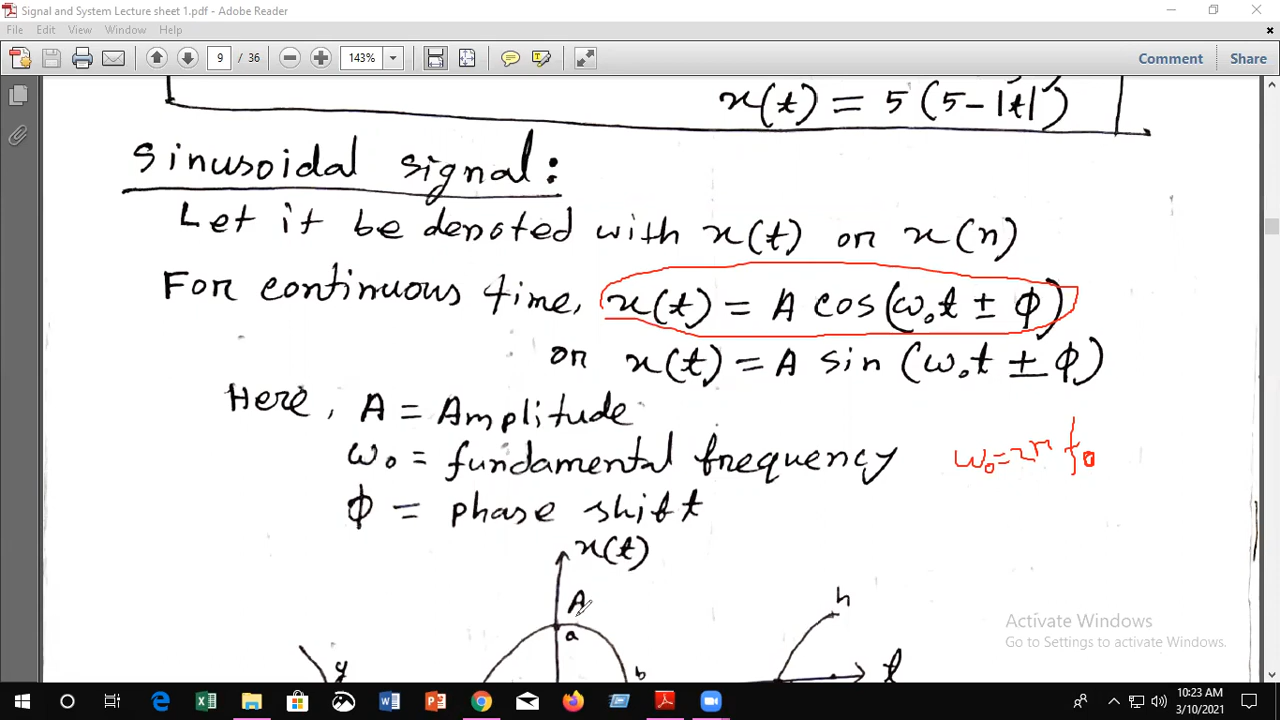 Signal and System Lecture sheet 1.pdf - Adobe Reader
File Edit View Window Help
9 / 36 143% Comment Share
x(t) = 5 (5-|t|)
Sinusoidal signal:
Let it be denoted with x(t) or x(n)
For continuous time, x(t) = A cos(ω₀t ± φ)
or x(t) = A sin (ω₀t ± φ)
Here, A = Amplitude
ω₀ = fundamental frequency ω₀=2π f₀
φ = phase shift
x(t)
A
h
a
y
b
t
Activate Windows
Go to Settings to activate Windows.
10:23 AM
3/10/2021